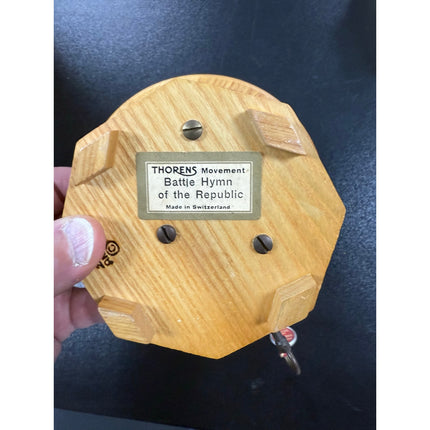 THORENS Movement
Battle Hymn
of the Republic
Made in Switzerland